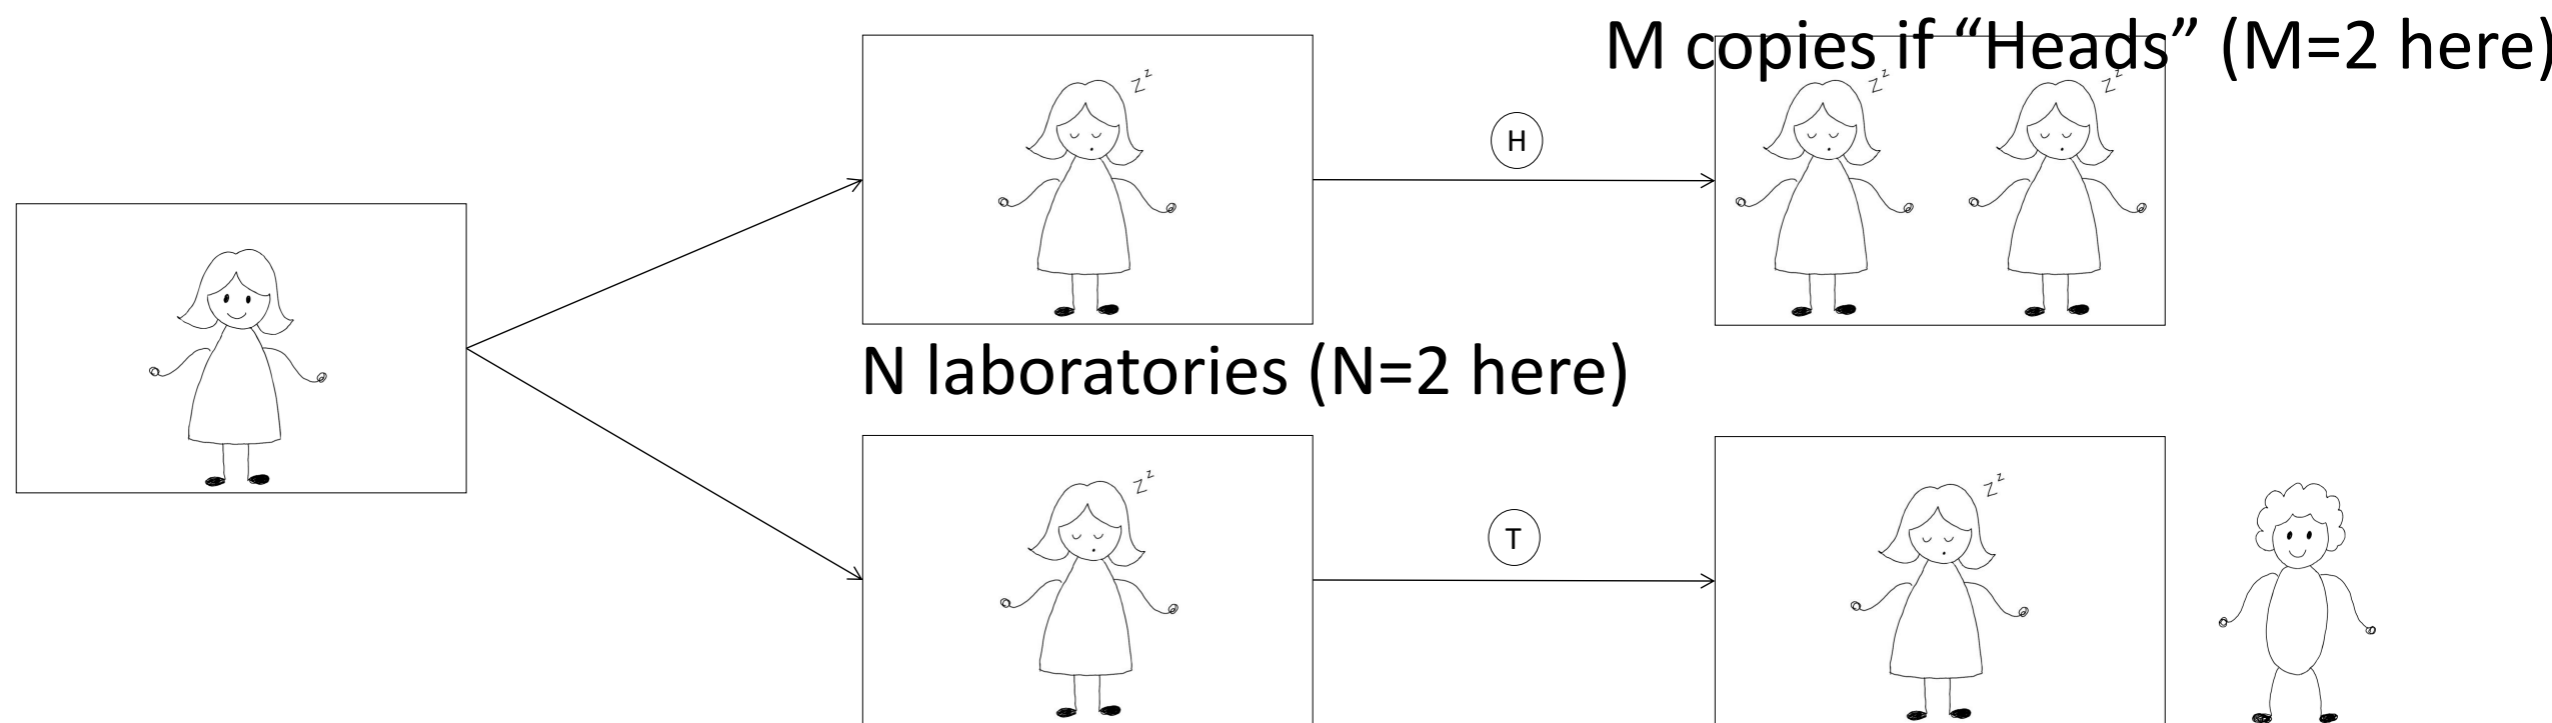 M copies if “Heads” (M=2 here)
z z
z z
z z
H
N laboratories (N=2 here)
z z
z z
T